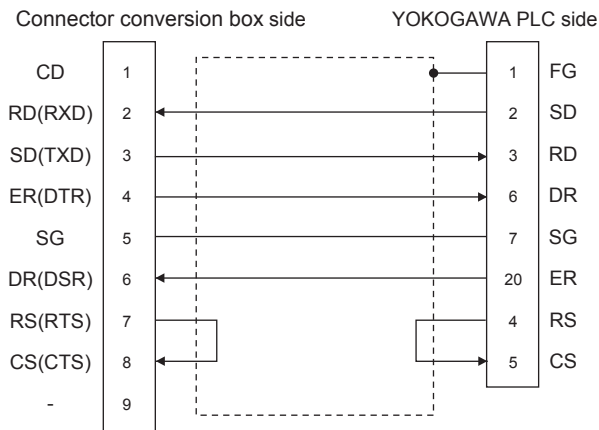 Connector conversion box side YOKOGAWA PLC side
CD 1 1 FG
RD(RXD) 2 2 SD
SD(TXD) 3 3 RD
ER(DTR) 4 6 DR
SG 5 7 SG
DR(DSR) 6 20 ER
RS(RTS) 7 4 RS
CS(CTS) 8 5 CS
- 9